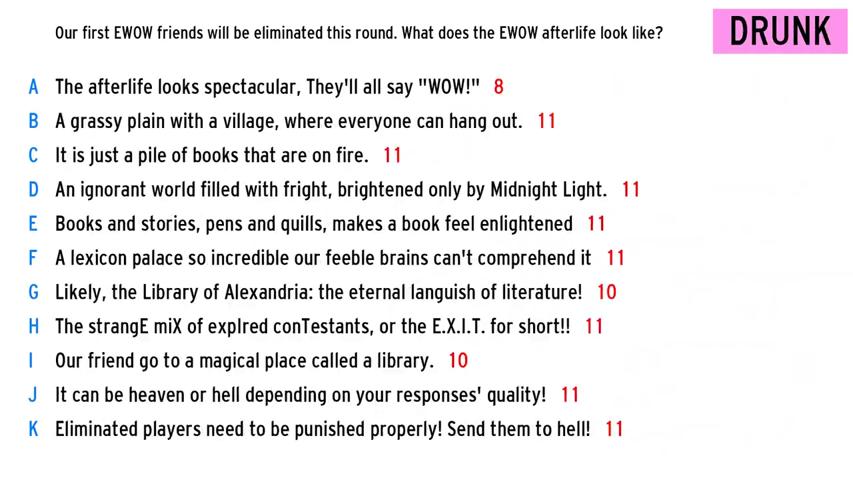 Our first EWOW friends will be eliminated this round. What does the EWOW afterlife look like?
DRUNK
A The afterlife looks spectacular, They'll all say "WOW!" 8
B A grassy plain with a village, where everyone can hang out. 11
C It is just a pile of books that are on fire. 11
D An ignorant world filled with fright, brightened only by Midnight Light. 11
E Books and stories, pens and quills, makes a book feel enlightened 11
F A lexicon palace so incredible our feeble brains can't comprehend it 11
G Likely, the Library of Alexandria: the eternal languish of literature! 10
H The strangE miX of expIred conTestants, or the E.X.I.T. for short!! 11
I Our friend go to a magical place called a library. 10
J It can be heaven or hell depending on your responses' quality! 11
K Eliminated players need to be punished properly! Send them to hell! 11